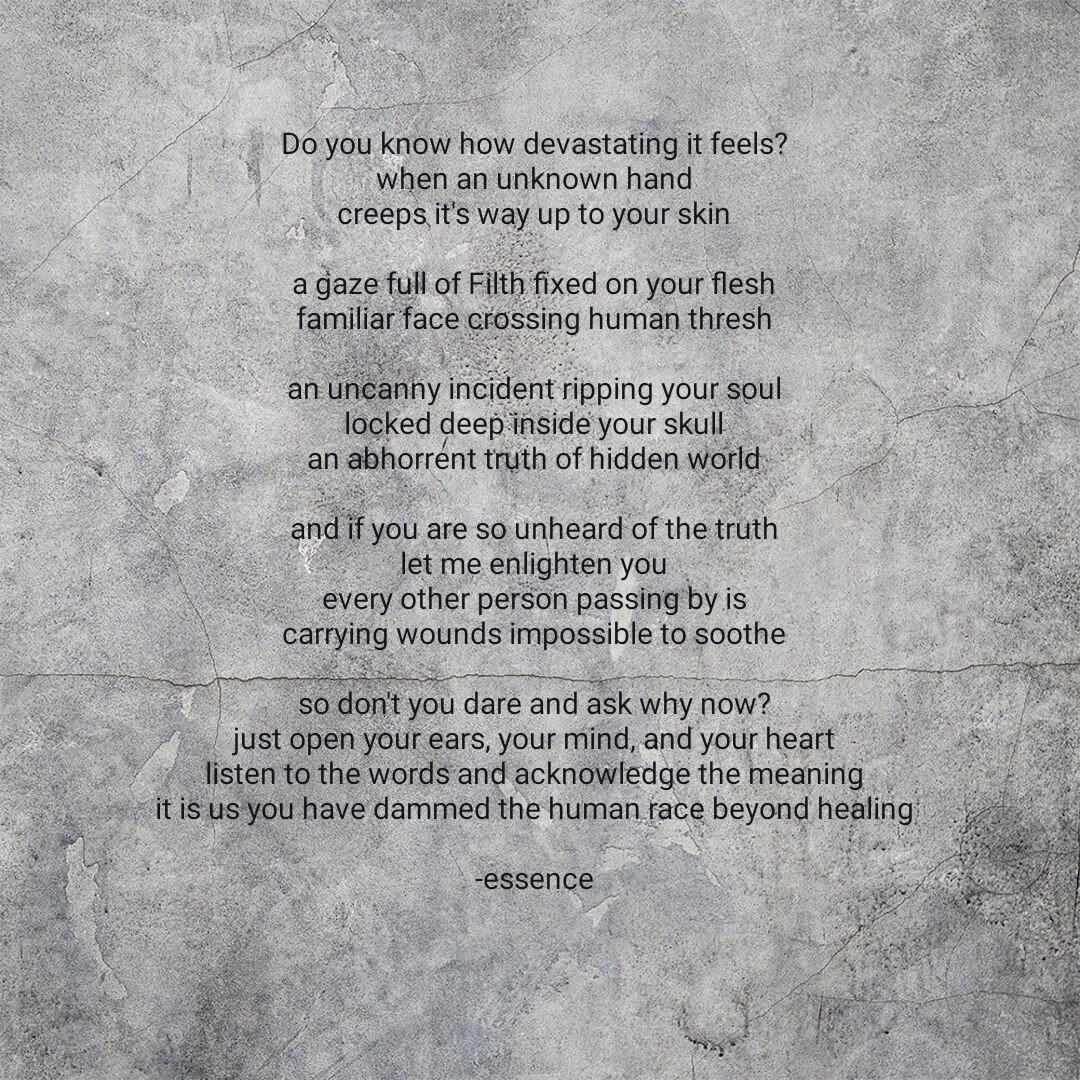 Do you know how devastating it feels?
when an unknown hand
creeps it's way up to your skin
a gaze full of Filth fixed on your flesh
familiar face crossing human thresh
an uncanny incident ripping your soul
locked deep inside your skull
an abhorrent truth of hidden world
and if you are so unheard of the truth
let me enlighten you
every other person passing by is
carrying wounds impossible to soothe
so don't you dare and ask why now?
just open your ears, your mind, and your heart
listen to the words and acknowledge the meaning
it is us you have dammed the human race beyond healing
-essence